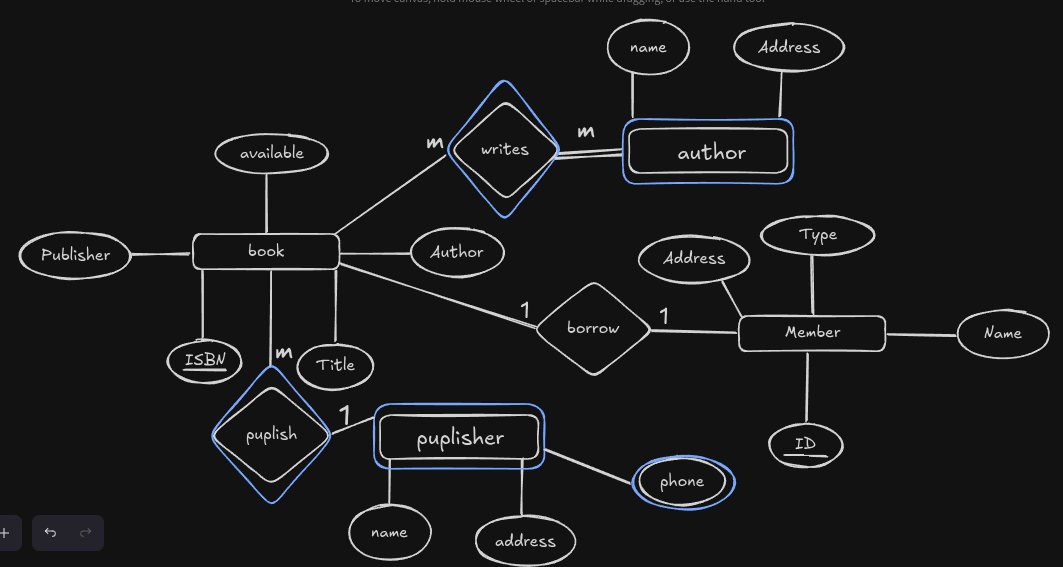 To move canvas, hold mouse wheel or spacebar while dragging, or use the hand tool
name
Address
m
writes
m
author
available
Publisher
book
Author
Address
Type
1
borrow
1
Member
Name
ISBN
m
Title
puplish
1
puplisher
ID
phone
name
address